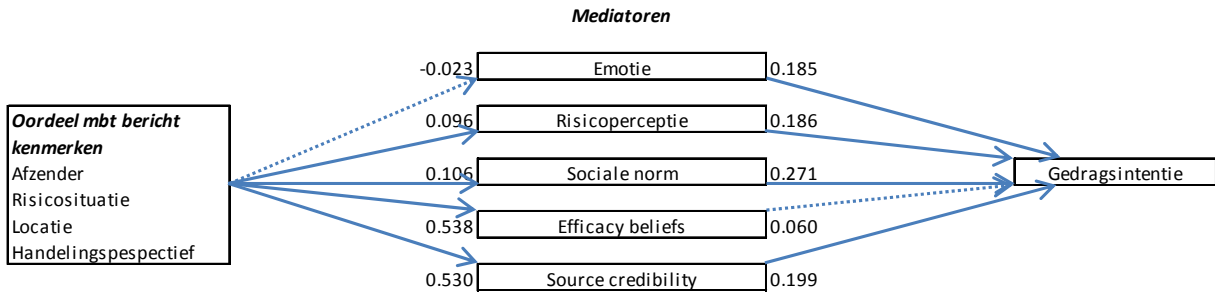 Mediatoren
-0.023 Emotie 0.185
Oordeel mbt bericht
kenmerken
Afzender
Risicosituatie
Locatie
Handelingspespectief
0.096 Risicoperceptie 0.186
0.106 Sociale norm 0.271
Gedragsintentie
0.538 Efficacy beliefs 0.060
0.530 Source credibility 0.199